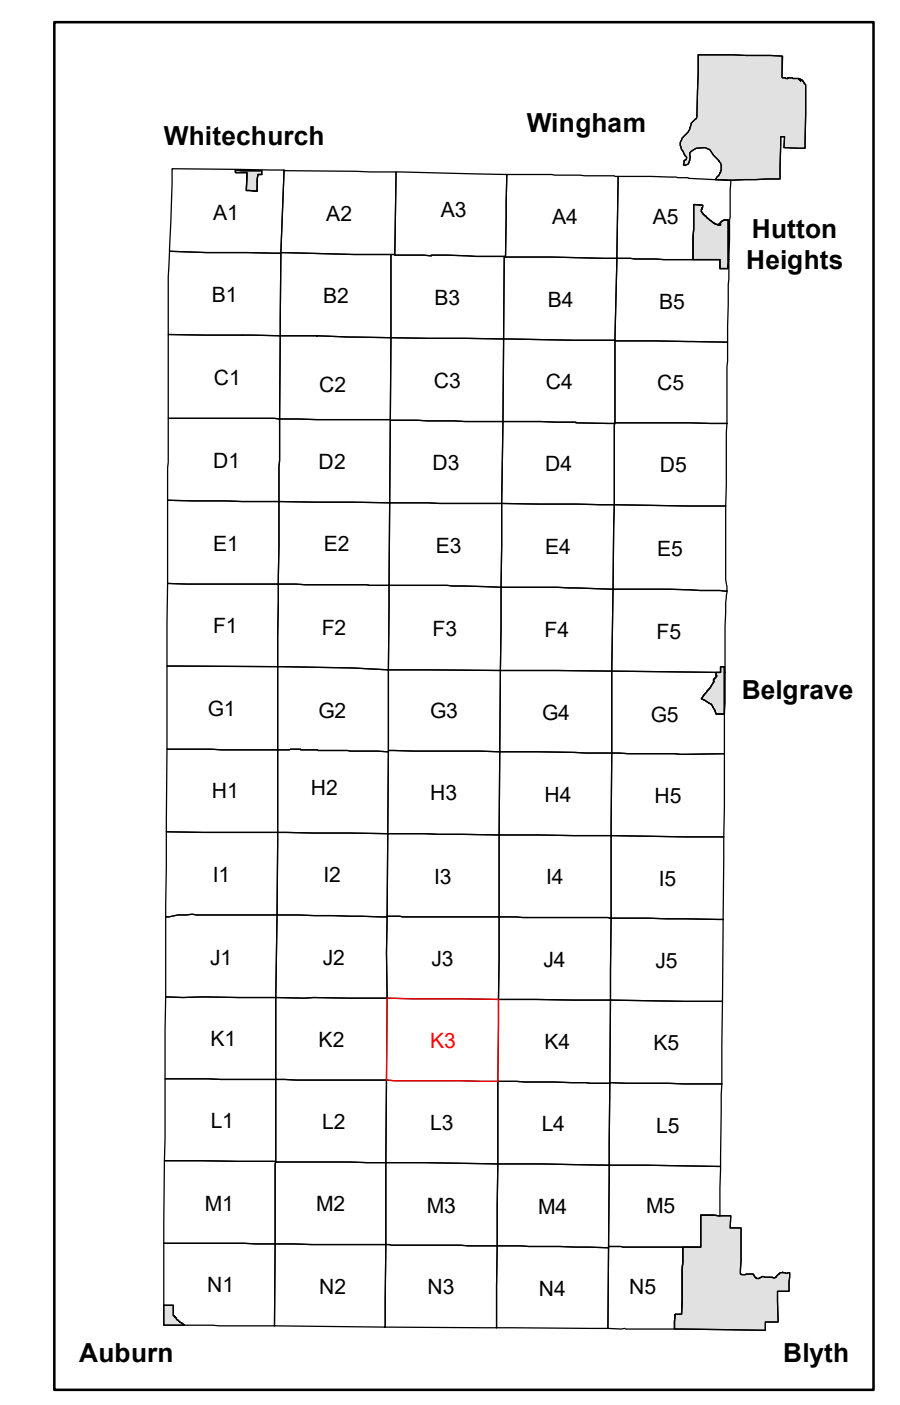 Wingham
Whitechurch
A1 A2 A3 A4 A5
Hutton
Heights
B1 B2 B3 B4 B5
C1 C2 C3 C4 C5
D1 D2 D3 D4 D5
E1 E2 E3 E4 E5
F1 F2 F3 F4 F5
Belgrave
G1 G2 G3 G4 G5
H1 H2 H3 H4 H5
I1 I2 I3 I4 I5
J1 J2 J3 J4 J5
K1 K2 K3 K4 K5
L1 L2 L3 L4 L5
M1 M2 M3 M4 M5
N1 N2 N3 N4 N5
Auburn
Blyth